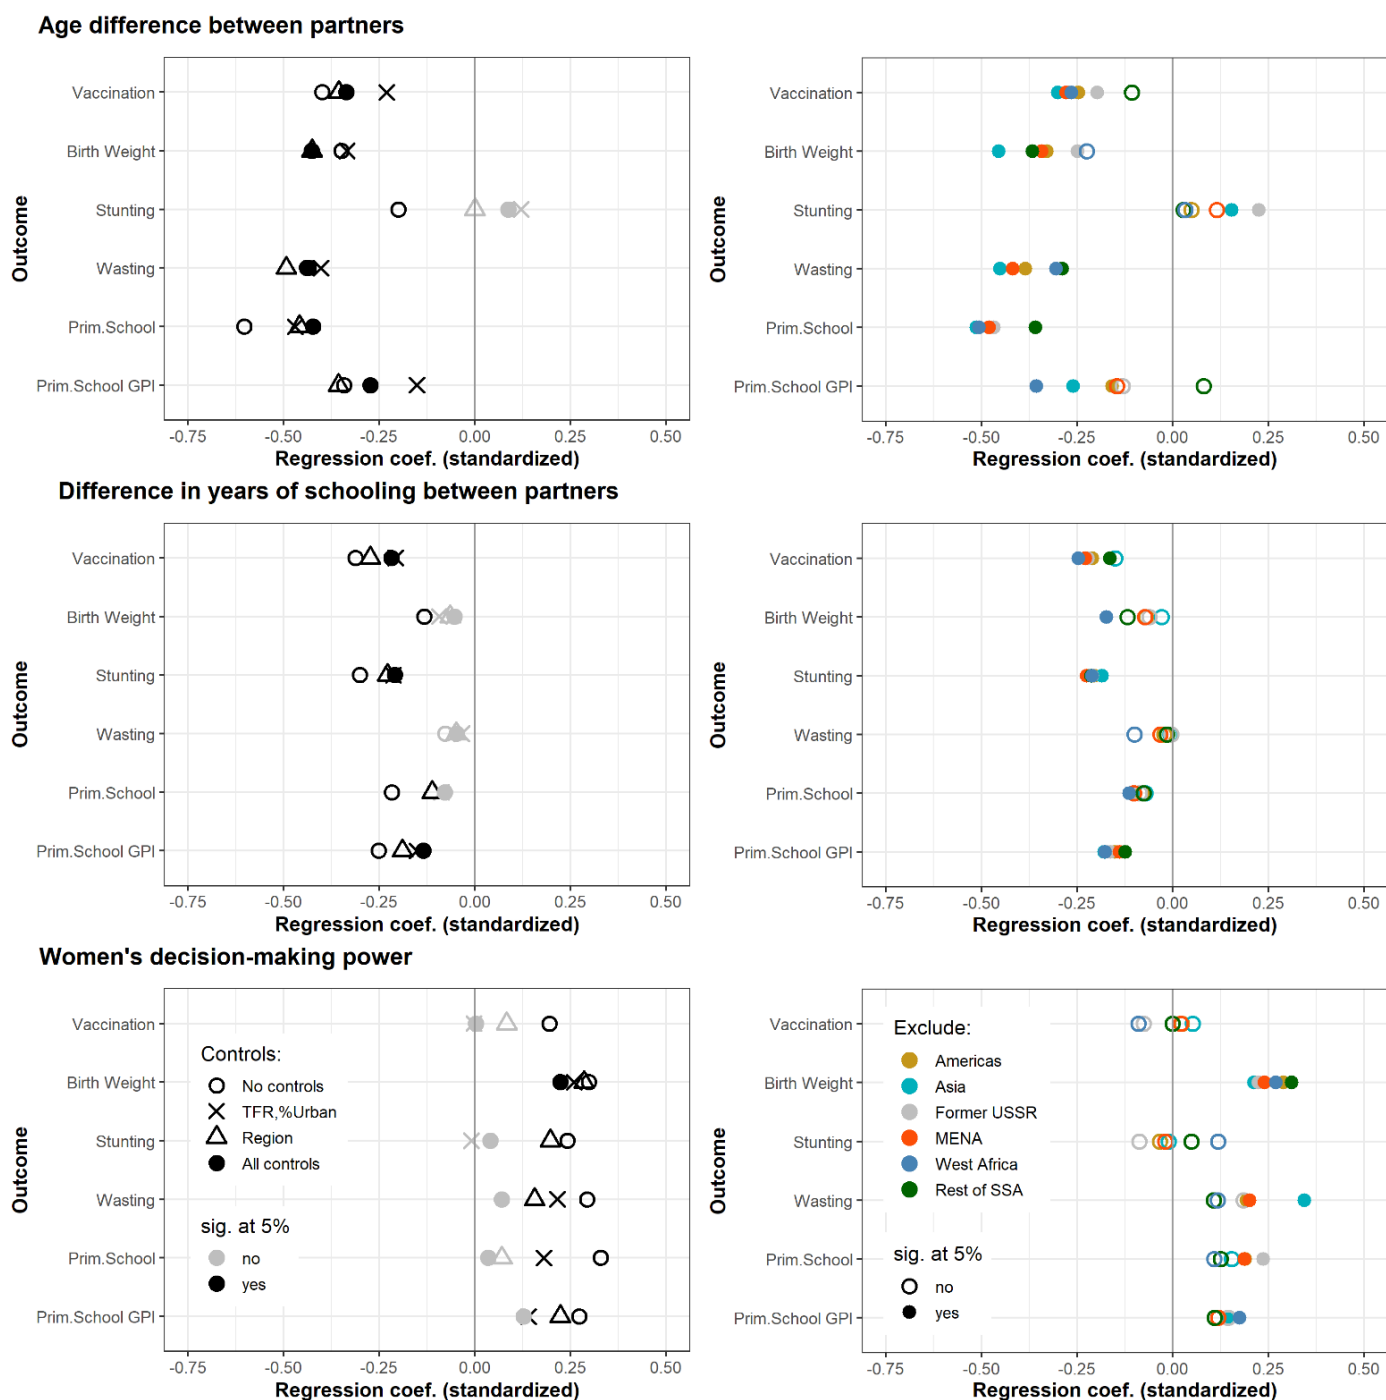 Age difference between partners
Outcome
Vaccination
Birth Weight
Stunting
Wasting
Prim.School
Prim.School GPI
-0.75 -0.50 -0.25 0.00 0.25 0.50
Regression coef. (standardized)
Outcome
Vaccination
Birth Weight
Stunting
Wasting
Prim.School
Prim.School GPI
-0.75 -0.50 -0.25 0.00 0.25 0.50
Regression coef. (standardized)
Difference in years of schooling between partners
Outcome
Vaccination
Birth Weight
Stunting
Wasting
Prim.School
Prim.School GPI
-0.75 -0.50 -0.25 0.00 0.25 0.50
Regression coef. (standardized)
Outcome
Vaccination
Birth Weight
Stunting
Wasting
Prim.School
Prim.School GPI
-0.75 -0.50 -0.25 0.00 0.25 0.50
Regression coef. (standardized)
Women's decision-making power
Outcome
Vaccination
Birth Weight
Stunting
Wasting
Prim.School
Prim.School GPI
Controls:
No controls
TFR,%Urban
Region
All controls
sig. at 5%
no
yes
-0.75 -0.50 -0.25 0.00 0.25 0.50
Regression coef. (standardized)
Outcome
Vaccination
Birth Weight
Stunting
Wasting
Prim.School
Prim.School GPI
Exclude:
Americas
Asia
Former USSR
MENA
West Africa
Rest of SSA
sig. at 5%
no
yes
-0.75 -0.50 -0.25 0.00 0.25 0.50
Regression coef. (standardized)